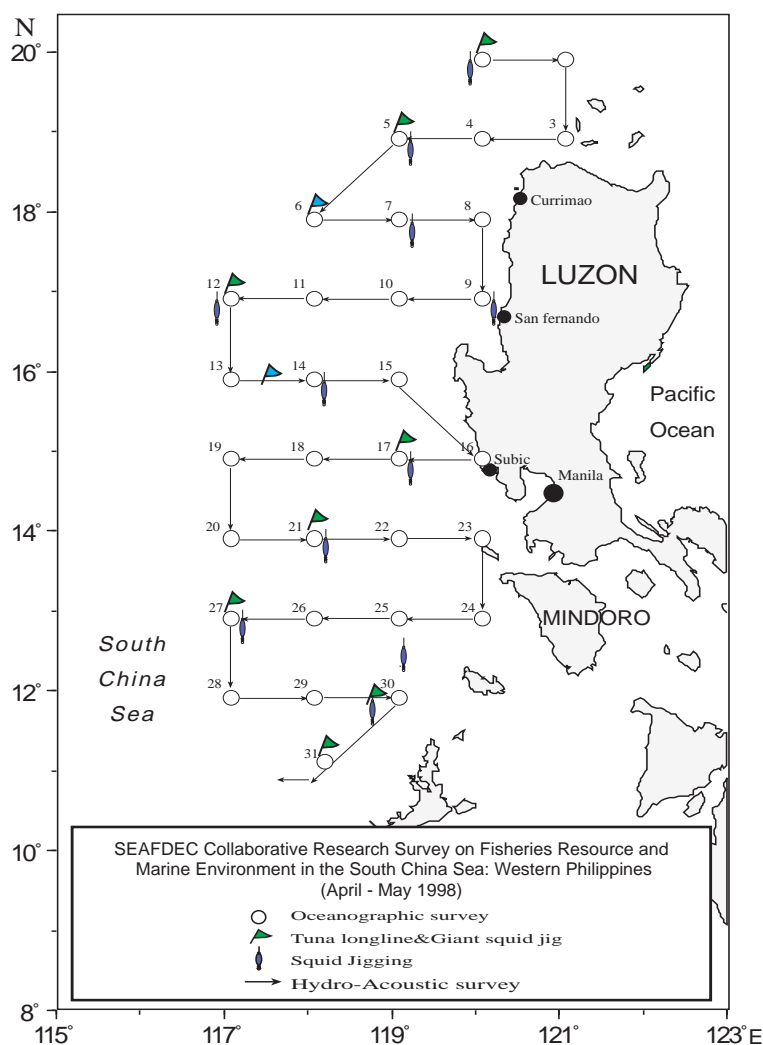 N
20°
5
4
3
18°
6
7
8
Currimao
LUZON
12
11
10
9
San fernando
16°
13
14
15
Pacific
Ocean
19
18
17
16
Subic
Manila
14°
20
21
22
23
27
26
25
24
MINDORO
South
China
Sea
12°
28
29
30
31
10°
SEAFDEC Collaborative Research Survey on Fisheries Resource and
Marine Environment in the South China Sea: Western Philippines
(April - May 1998)
Oceanographic survey
Tuna longline&Giant squid jig
Squid Jigging
Hydro-Acoustic survey
8°
115° 117° 119° 121° 123° E